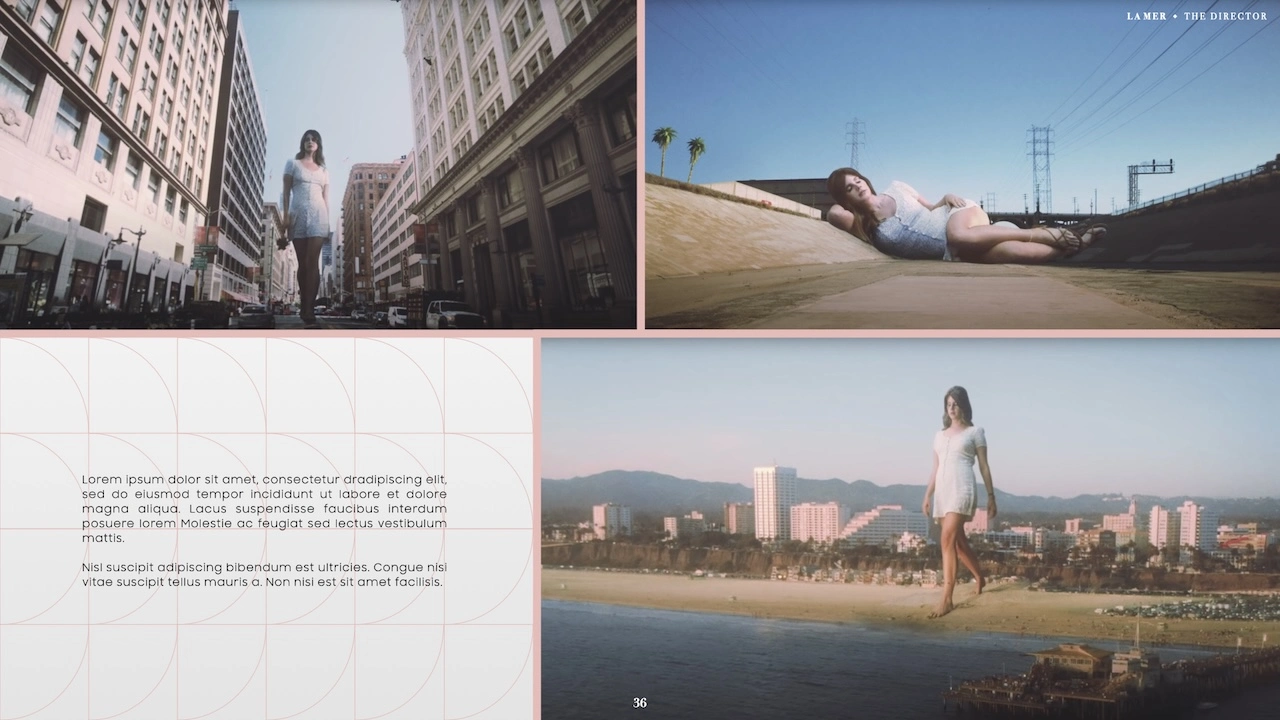 LA MER • THE DIRECTOR
Lorem ipsum dolor sit amet, consectetur dradipiscing elit,
sed do eiusmod tempor incididunt ut labore et dolore
magna aliqua. Lacus suspendisse faucibus interdum
posuere lorem Molestie ac feugiat sed lectus vestibulum
mattis.
Nisl suscipit adipiscing bibendum est ultricies. Congue nisi
vitae suscipit tellus mauris a. Non nisi est sit amet facilisis.
36